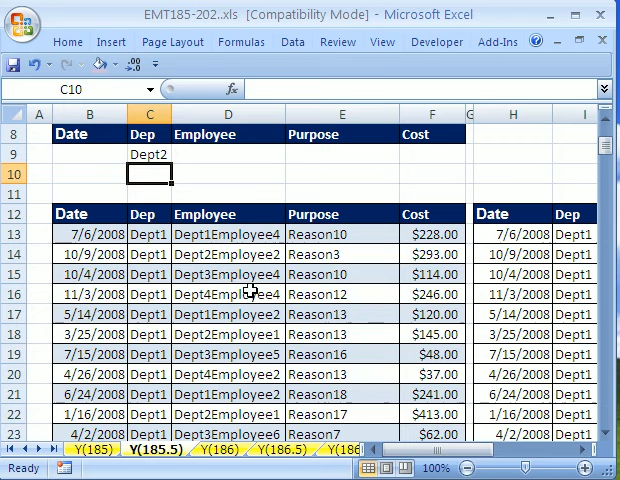 EMT185-202..xls [Compatibility Mode] - Microsoft Excel
Home Insert Page Layout Formulas Data Review View Developer Add-Ins
C10 fx
A B C D E F G H I
8 Date Dep Employee Purpose Cost
9 Dept2
10
11
12 Date Dep Employee Purpose Cost Date Dep
13 7/6/2008 Dept1 Dept1Employee4 Reason10 $228.00 7/6/2008 Dept1
14 10/9/2008 Dept1 Dept2Employee2 Reason3 $293.00 10/9/2008 Dept1
15 10/4/2008 Dept1 Dept3Employee4 Reason10 $114.00 10/4/2008 Dept1
16 11/3/2008 Dept1 Dept4Employee4 Reason12 $246.00 11/3/2008 Dept1
17 5/14/2008 Dept1 Dept1Employee2 Reason13 $120.00 5/14/2008 Dept1
18 3/25/2008 Dept1 Dept2Employee1 Reason13 $145.00 3/25/2008 Dept1
19 7/15/2008 Dept1 Dept3Employee5 Reason16 $48.00 7/15/2008 Dept1
20 4/26/2008 Dept1 Dept4Employee2 Reason13 $37.00 4/26/2008 Dept1
21 6/24/2008 Dept1 Dept1Employee2 Reason18 $241.00 6/24/2008 Dept1
22 1/16/2008 Dept1 Dept2Employee1 Reason17 $413.00 1/16/2008 Dept1
23 4/2/2008 Dept1 Dept3Employee6 Reason7 $62.00 4/2/2008 Dept1
Y(185) Y(185.5) Y(186) Y(186.5) Y(186
Ready 100%